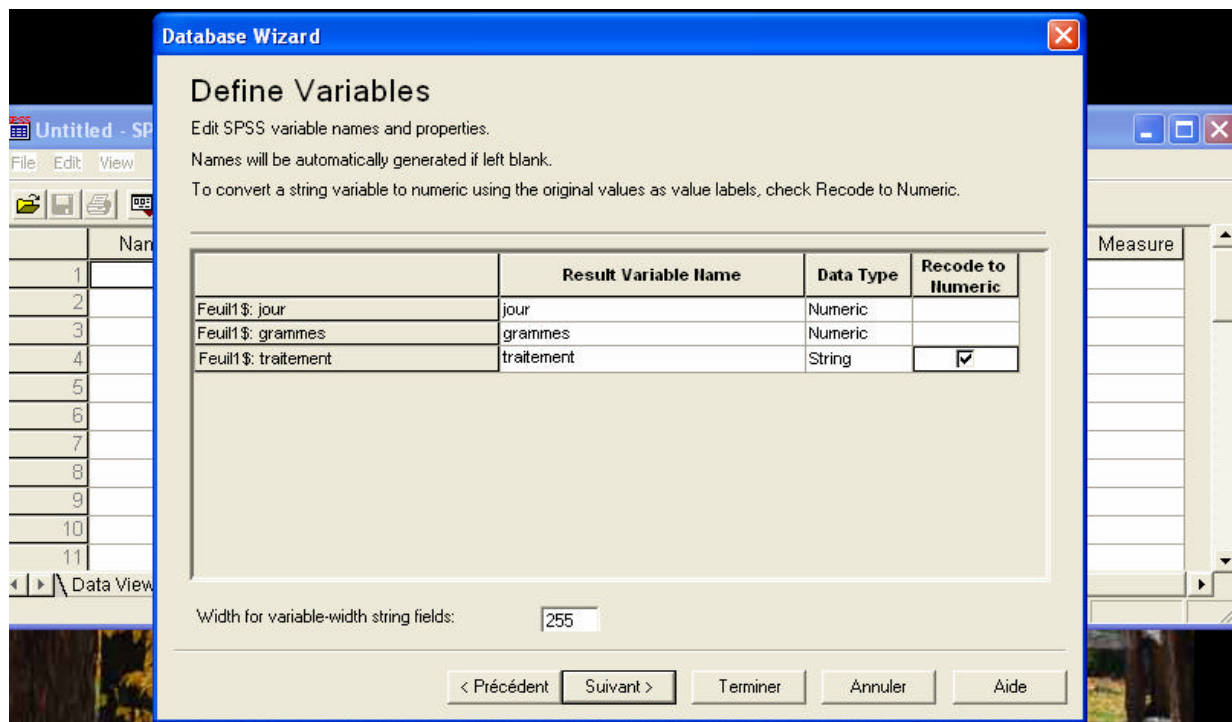 Database Wizard
Define Variables
Edit SPSS variable names and properties.
Names will be automatically generated if left blank.
To convert a string variable to numeric using the original values as value labels, check Recode to Numeric.
Untitled - SP
File Edit View
Nam
Measure
1
2
3
4
5
6
7
8
9
10
11
Result Variable Name Data Type Recode to
Numeric
Feuil1$: jour jour Numeric
Feuil1$: grammes grammes Numeric
Feuil1$: traitement traitement String
Data View
Width for variable-width string fields: 255
< Précédent Suivant > Terminer Annuler Aide